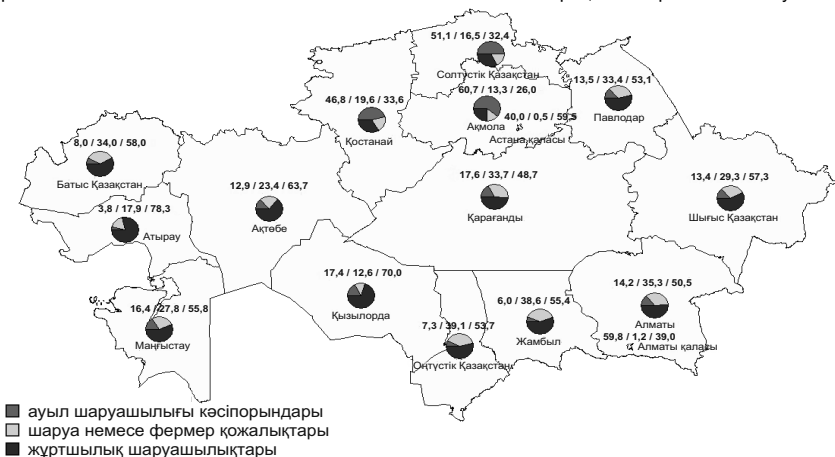 51,1 / 16,5 / 32,4
Солтүстік Қазақстан
60,7 / 13,3 / 26,0
13,5 / 33,4 / 53,1
46,8 / 19,6 / 33,6
40,0 / 0,5 / 59,5
Ақмола
Павлодар
Астана қаласы
Қостанай
8,0 / 34,0 / 58,0
Батыс Қазақстан
12,9 / 23,4 / 63,7
17,6 / 33,7 / 48,7
13,4 / 29,3 / 57,3
Қарағанды
Шығыс Қазақстан
3,8 / 17,9 / 78,3
Ақтөбе
Атырау
17,4 / 12,6 / 70,0
14,2 / 35,3 / 50,5
16,4 / 27,8 / 55,8
6,0 / 38,6 / 55,4
Қызылорда
7,3 / 39,1 / 53,7
Алматы
Маңғыстау
Жамбыл
59,8 / 1,2 / 39,0
Алматы қаласы
Оңтүстік Қазақстан
ауыл шаруашылығы кәсіпорындары
шаруа немесе фермер қожалықтары
жұртшылық шаруашылықтары